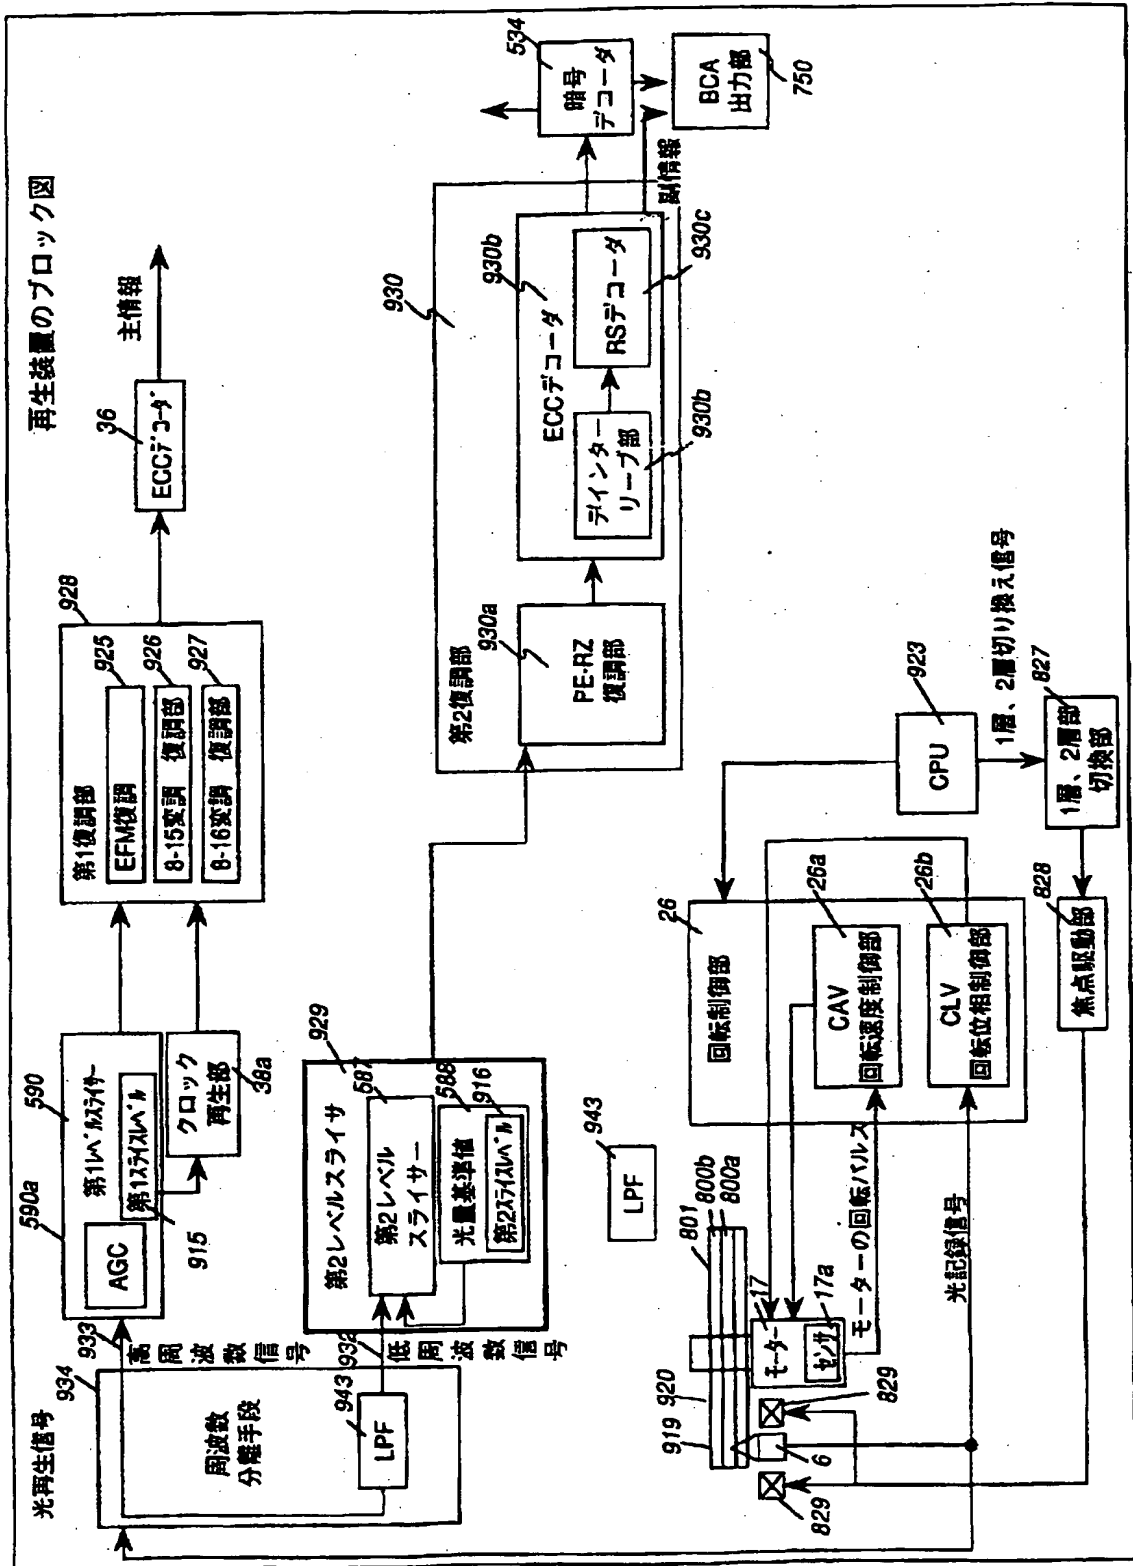 再生装置のブロック図
光再生信号
934
周波数
分離手段
943
LPF
933
高周波数信号
932
低周波数信号
590a
590
AGC
第1レベルスライサー
第1スライスレベル
915
クロック
再生部
38a
928
第1復調部
925
EFM復調
926
8-15変調 復調部
927
8-16変調 復調部
36
ECCデコーダ
主情報
929
第2レベルスライサ
587
第2レベル
スライサー
588
光量基準値
916
第2スライスレベル
930
第2復調部
930a
PE-RZ
復調部
930b
ECCデコーダ
デインター
リーブ部
930b
RSデコーダ
930c
副情報
534
暗号
デコーダ
BCA
出力部
750
943
LPF
919
920
801
800b
800a
17
モーター
17a
センサ
829
829
6
モーターの回転パルス
光記録信号
26
回転制御部
26a
CAV
回転速度制御部
26b
CLV
回転位相制御部
923
CPU
1層、2層切り換え信号
827
1層、2層部
切換部
828
焦点駆動部